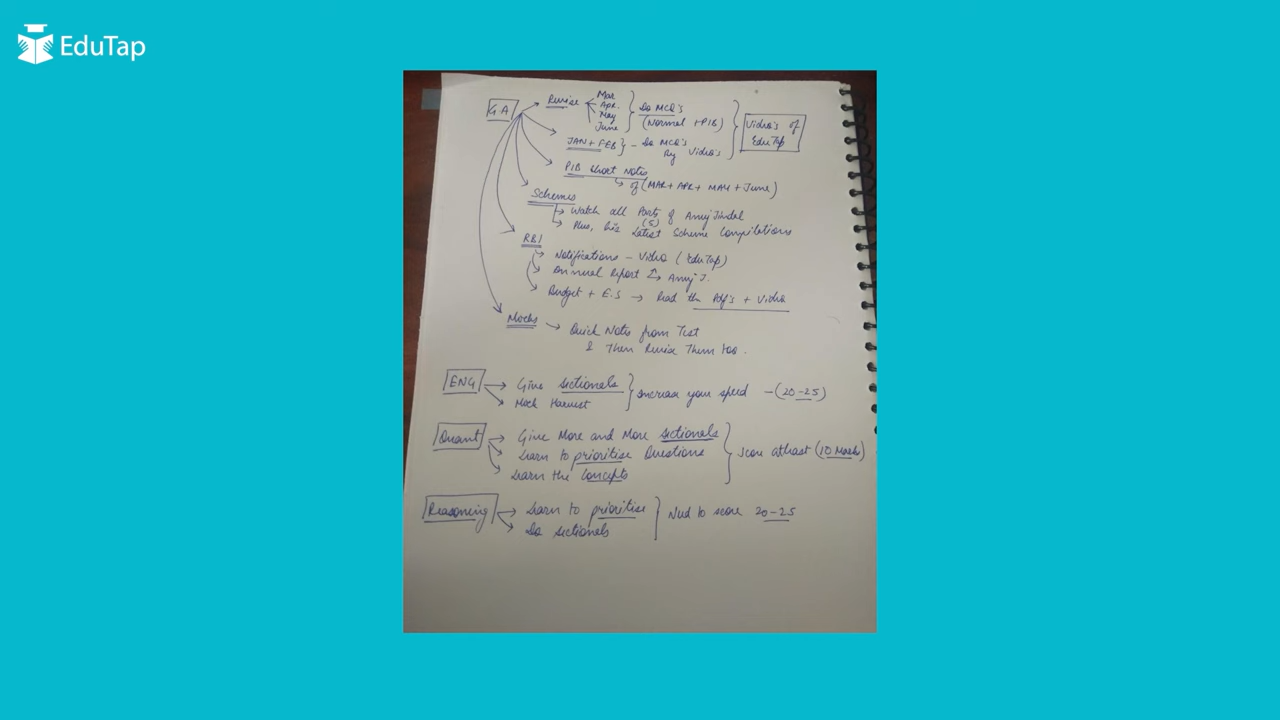 EduTap
G.A
Revise
Mar
Apr.
May
June
Do MCQ's
(Normal + PIB)
Video's of
EduTap
JAN + FEB} - Do MCQ's
By Video's
PIB Short Notes
of (MAR + APR + MAY + June)
Schemes
Watch all Parts of Amij Jindal
(5)
Plus, his Latest Scheme Compilations
RBI
Notifications - Video (EduTap)
Annual Report → Amij J.
Budget + E.S → Read the Pdf's + Video
Mocks → Quick Notes from Test
& Then Revise Them too.
ENG → Give sectionals
Mock Harvest
Increase your speed - (20-25)
Quant → Give More and More sectionals
Learn to prioritise Questions
Learn the Concepts
Score atleast (10 Marks)
Reasoning → Learn to prioritise
Do sectionals
Need to score 20-25